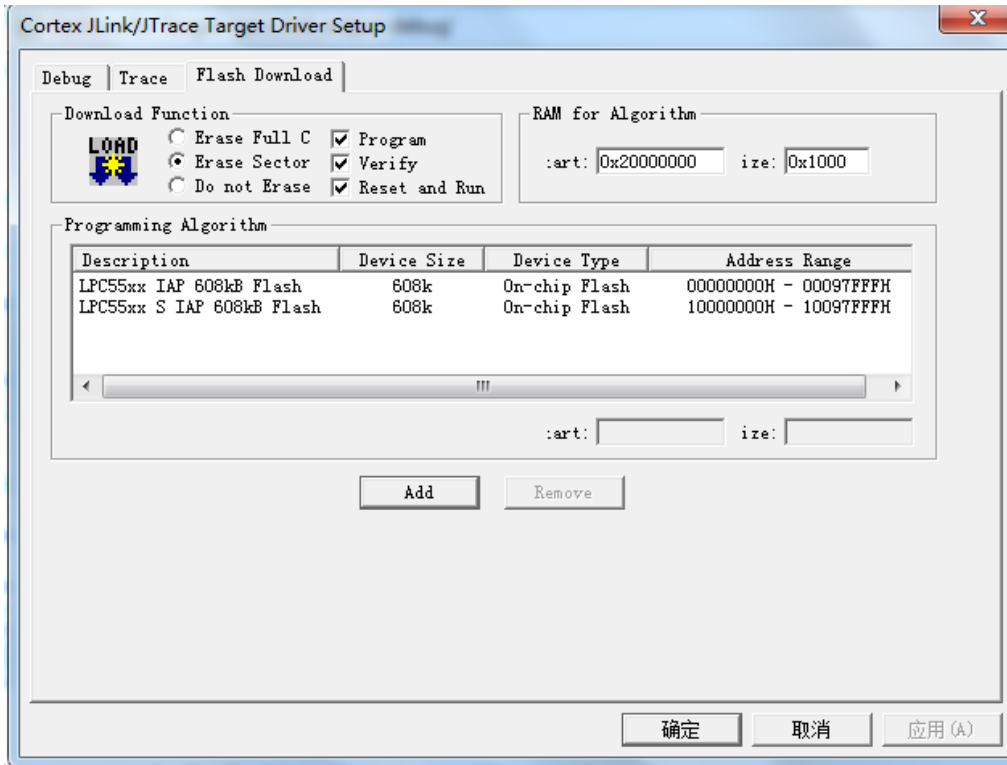 Cortex JLink/JTrace Target Driver Setup
X
Debug Trace Flash Download
Download Function
LOAD
Erase Full C Program
Erase Sector Verify
Do not Erase Reset and Run
RAM for Algorithm
:art: 0x20000000 ize: 0x1000
Programming Algorithm
Description Device Size Device Type Address Range
LPC55xx IAP 608kB Flash 608k On-chip Flash 00000000H - 00097FFFH
LPC55xx S IAP 608kB Flash 608k On-chip Flash 10000000H - 10097FFFH
:art: ize:
Add Remove
确定 取消 应用(A)